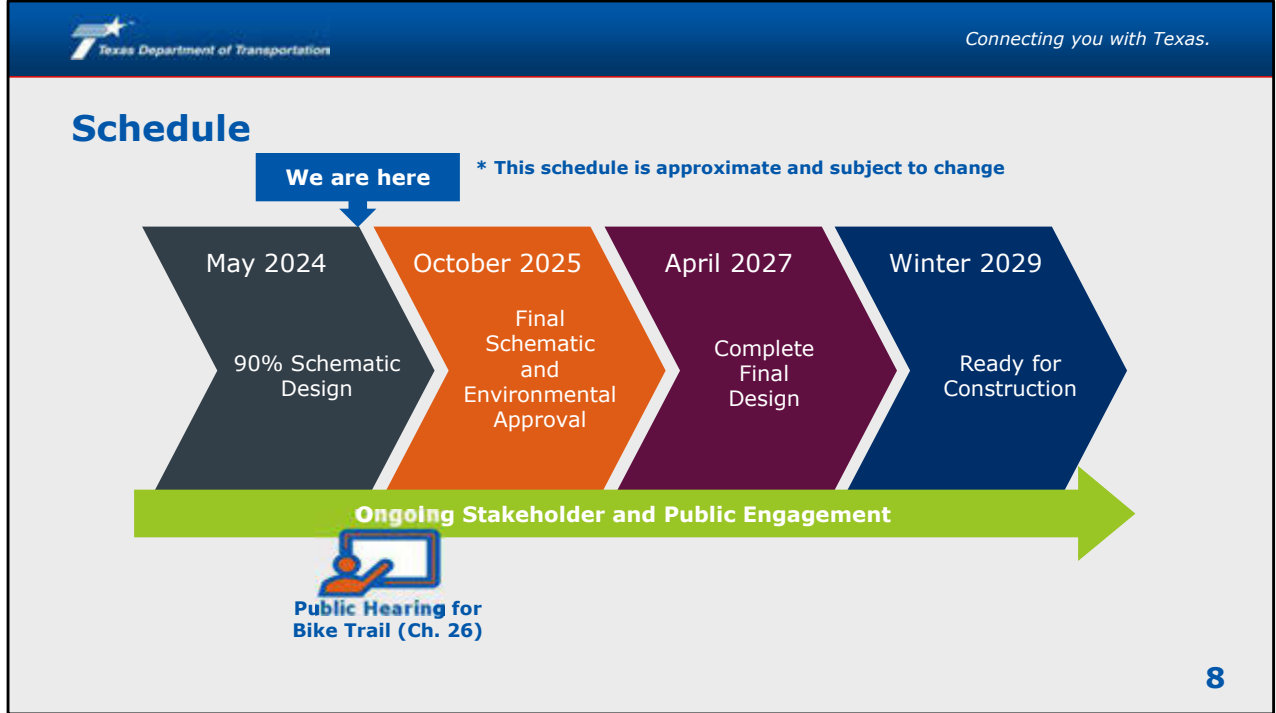 Texas Department of Transportation
Connecting you with Texas.
Schedule
We are here
* This schedule is approximate and subject to change
May 2024
90% Schematic
Design
October 2025
Final
Schematic
and
Environmental
Approval
April 2027
Complete
Final
Design
Winter 2029
Ready for
Construction
Ongoing Stakeholder and Public Engagement
Public Hearing for
Bike Trail (Ch. 26)
8